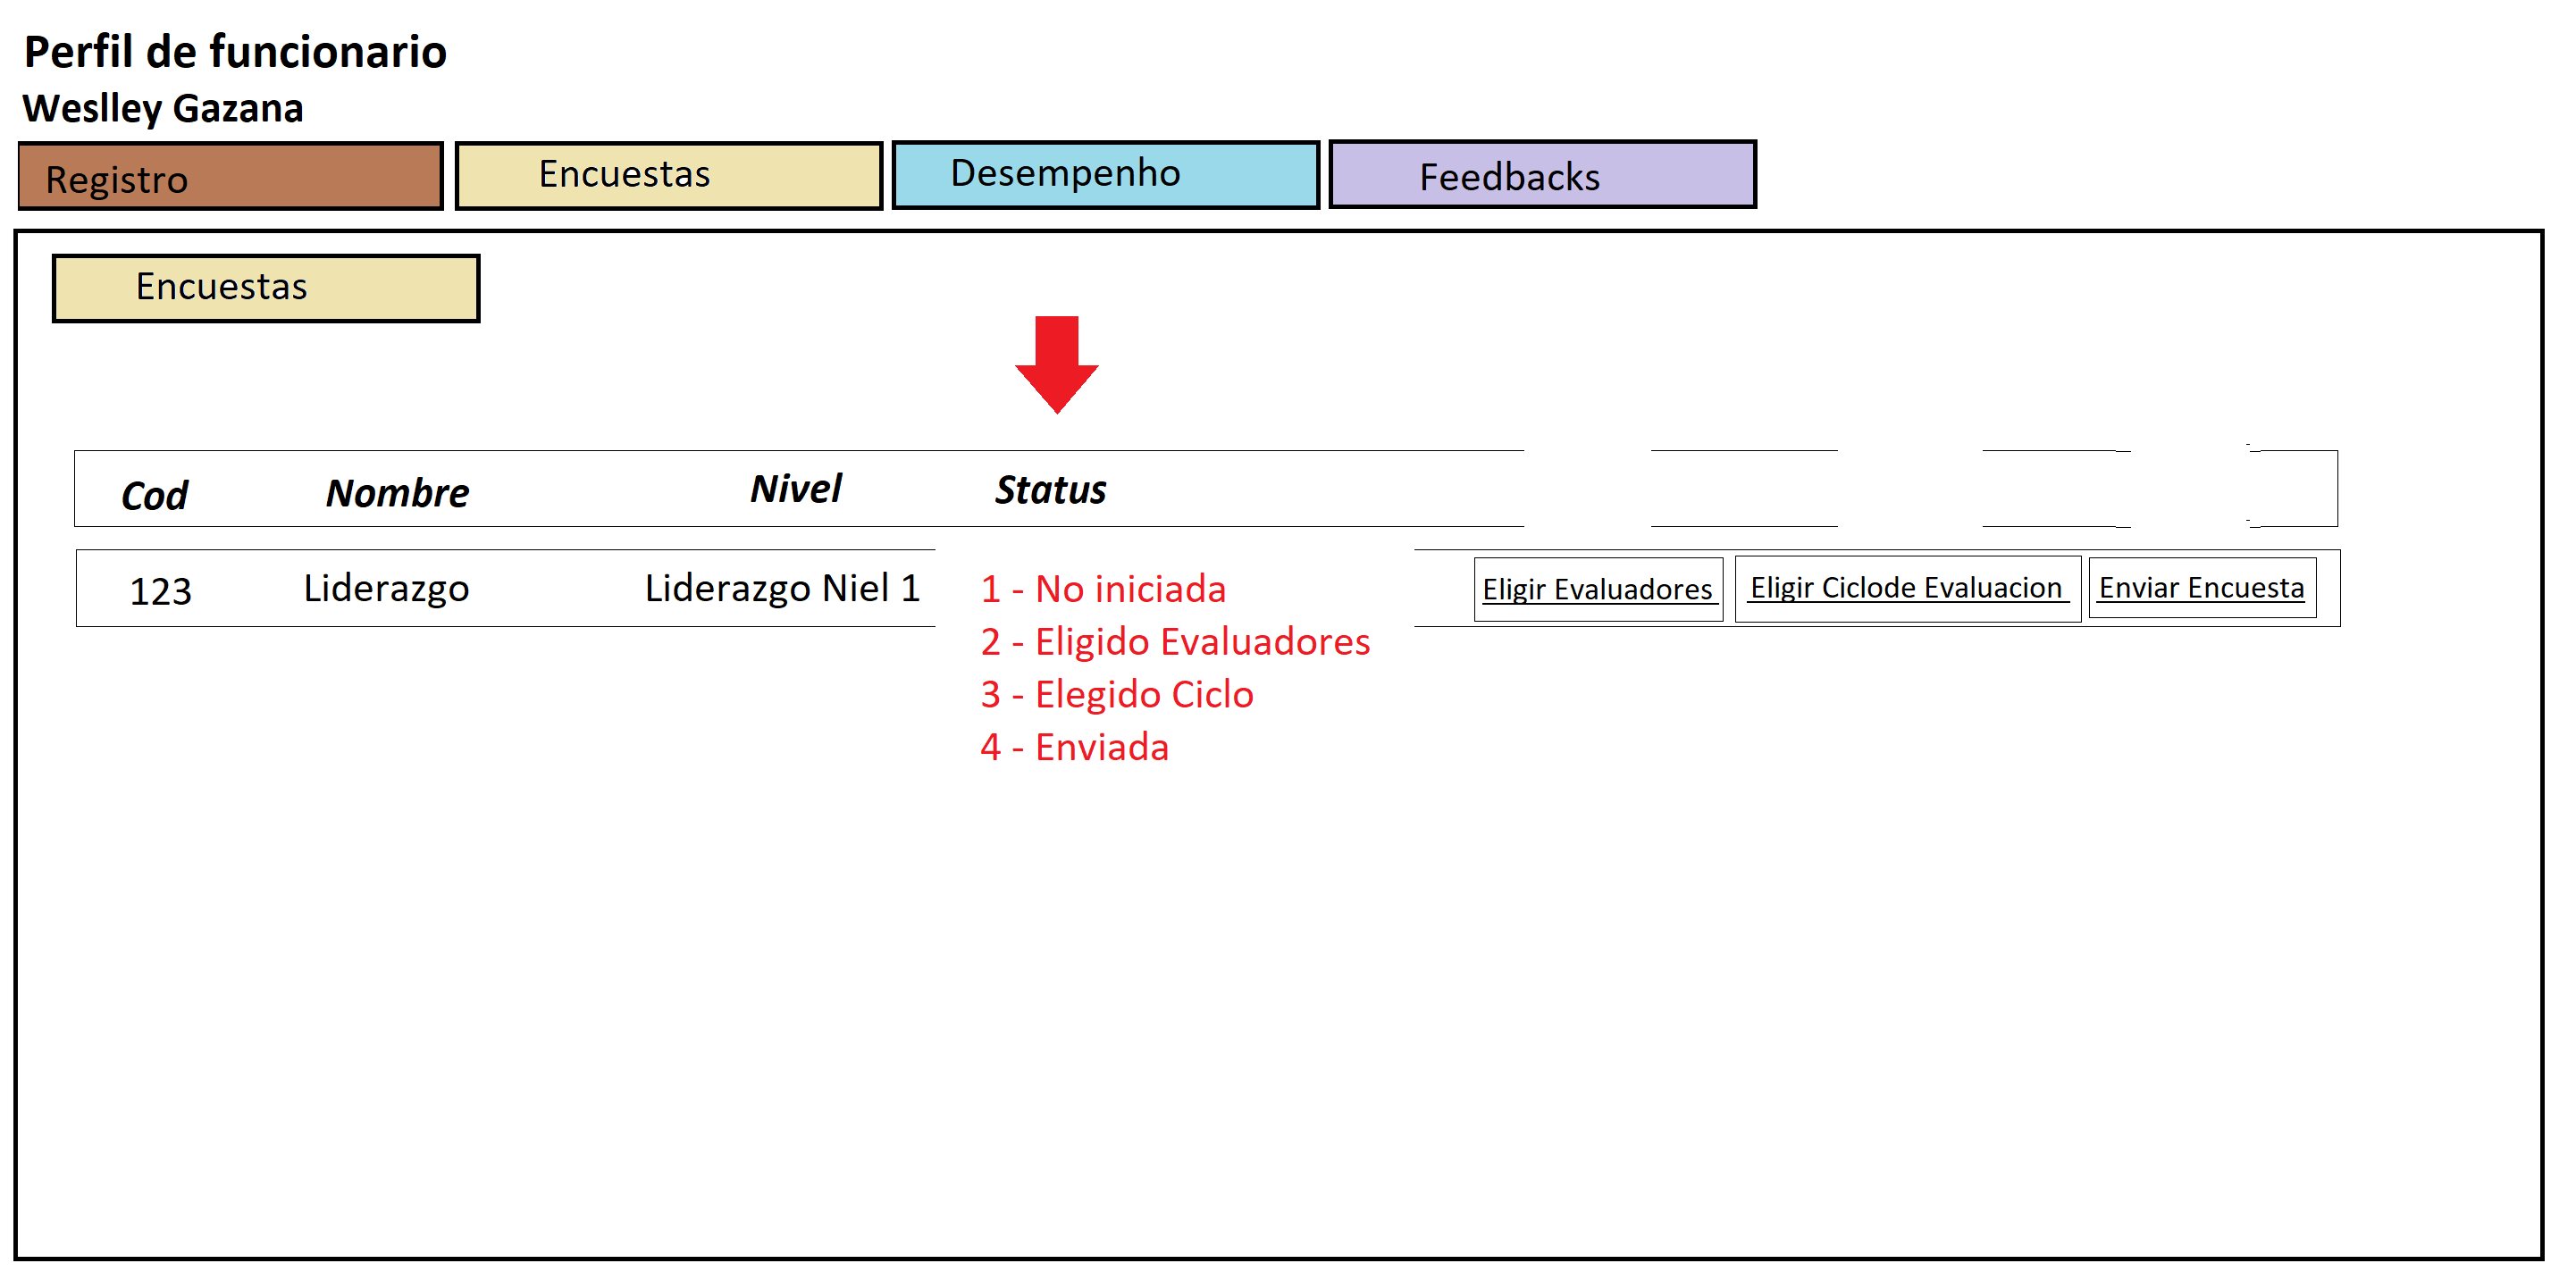 Perfil de funcionario
Weslley Gazana
Registro Encuestas Desempenho Feedbacks
Encuestas
Cod Nombre Nivel Status
123 Liderazgo Liderazgo Niel 1 1 - No iniciada Eligir Evaluadores Eligir Ciclode Evaluacion Enviar Encuesta
2 - Eligido Evaluadores
3 - Elegido Ciclo
4 - Enviada